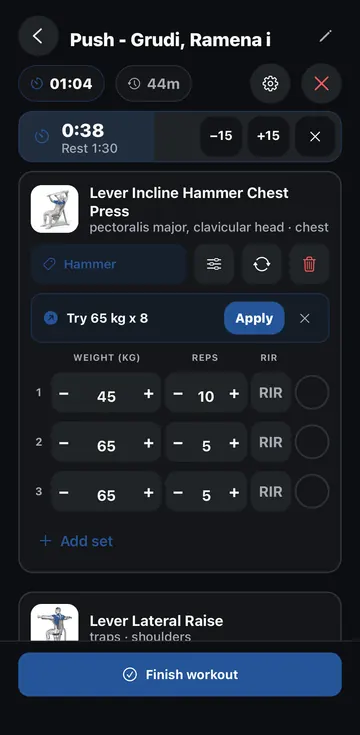 Push - Grudi, Ramena i
01:04
44m
0:38
Rest 1:30
−15
+15
Lever Incline Hammer Chest
Press
pectoralis major, clavicular head · chest
Hammer
Try 65 kg x 8
Apply
WEIGHT (KG)
REPS
RIR
1
− 45 +
− 10 +
RIR
2
− 65 +
− 5 +
RIR
3
− 65 +
− 5 +
RIR
+ Add set
Lever Lateral Raise
traps · shoulders
Finish workout